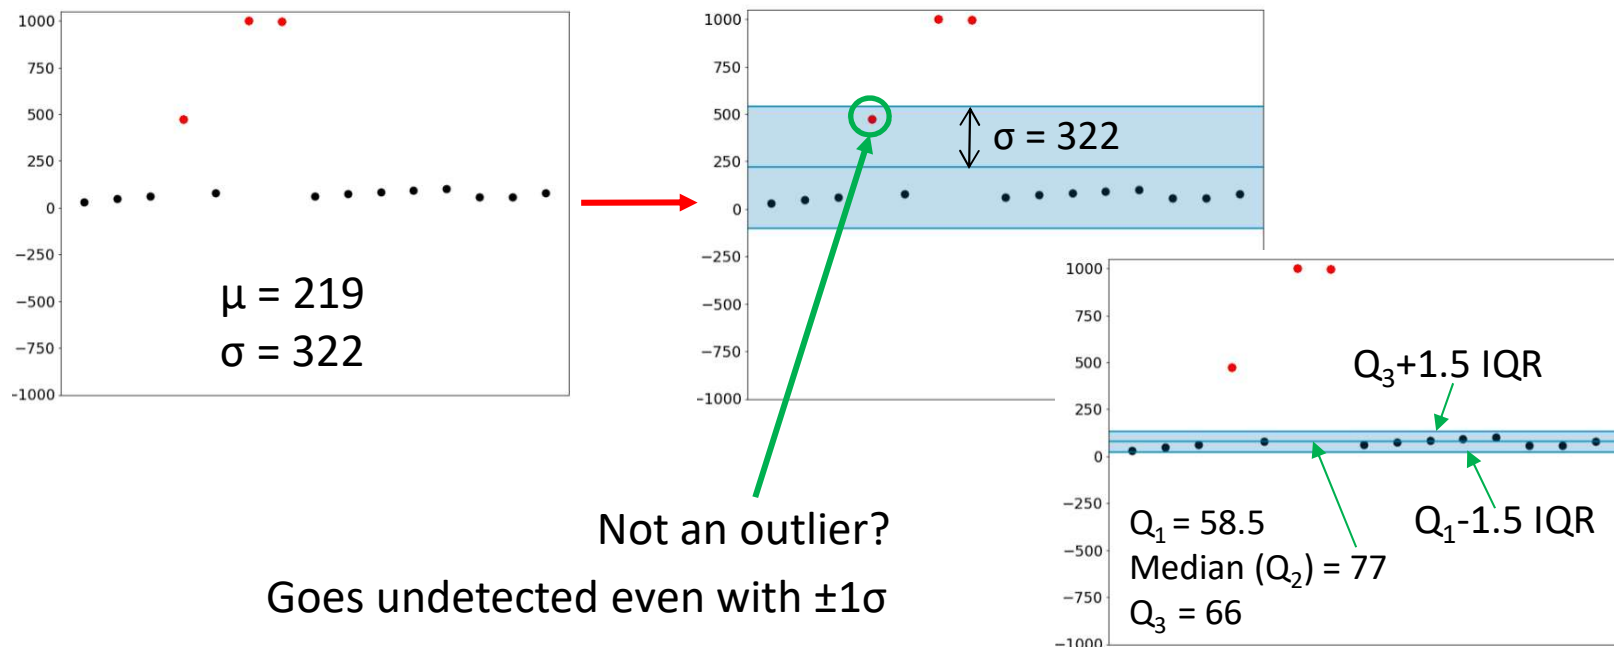 1000
750
500
250
0
−250
−500
−750
−1000
μ = 219
σ = 322
1000
750
500
250
0
−250
−500
−750
−1000
σ = 322
Not an outlier?
Goes undetected even with ±1σ
1000
750
500
250
0
−250
−500
−750
−1000
Q₃+1.5 IQR
Q₁-1.5 IQR
Q₁ = 58.5
Median (Q₂) = 77
Q₃ = 66